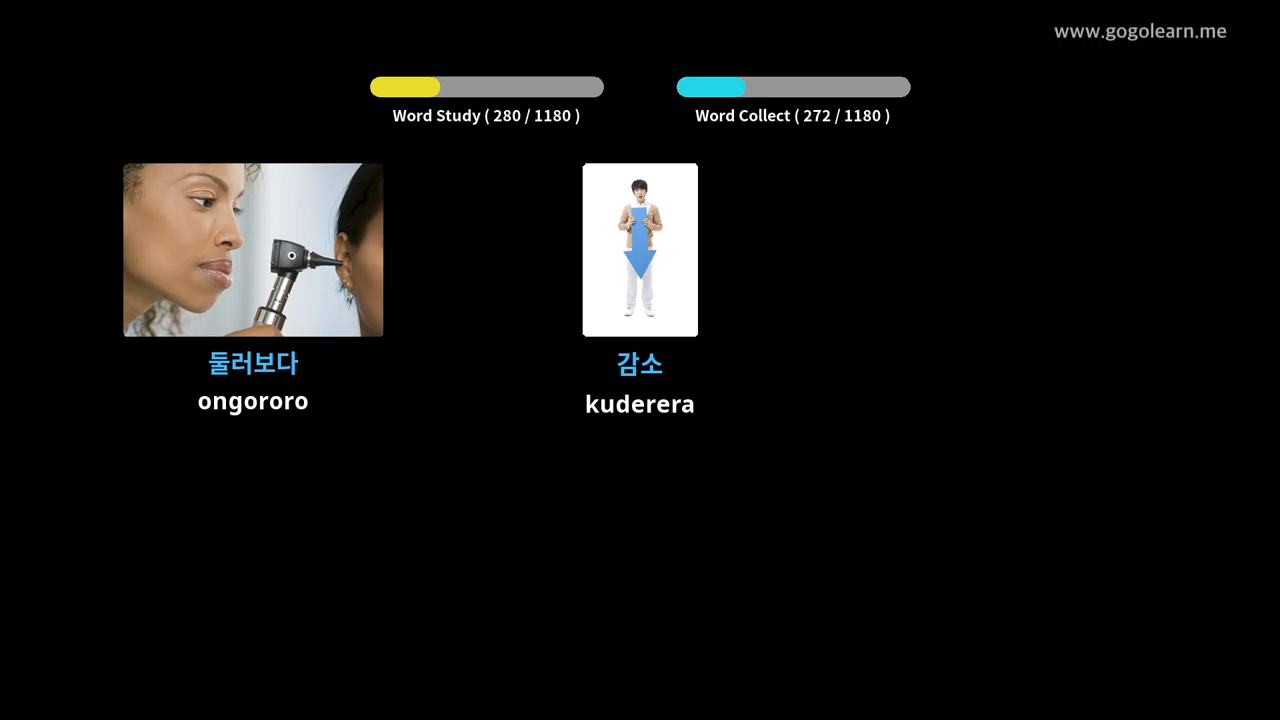 www.gogolearn.me
Word Study ( 280 / 1180 )
Word Collect ( 272 / 1180 )
둘러보다
ongororo
감소
kuderera